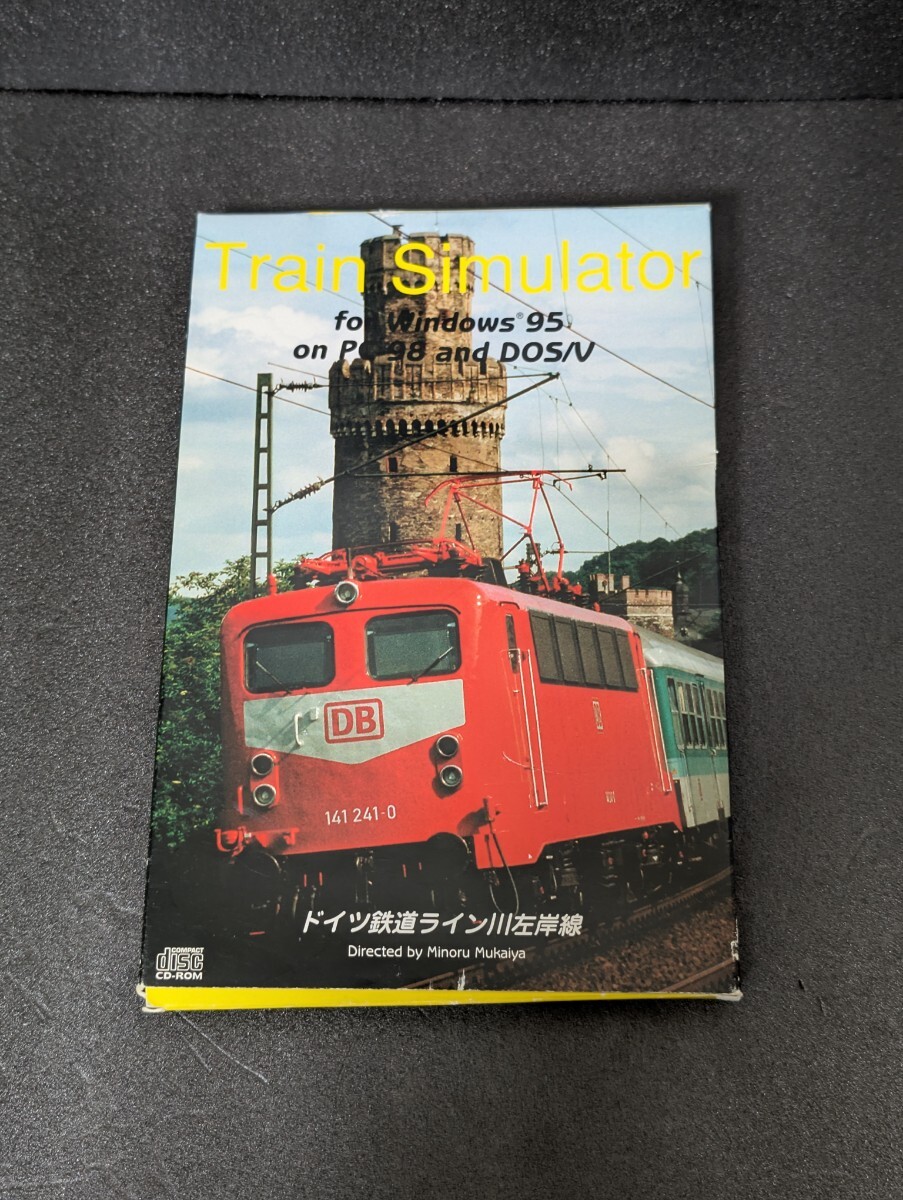 Train Simulator
for Windows®95
on PC-98 and DOS/V
DB
141 241-0
ドイツ鉄道ライン川左岸線
Directed by Minoru Mukaiya
COMPACT
disc
CD-ROM